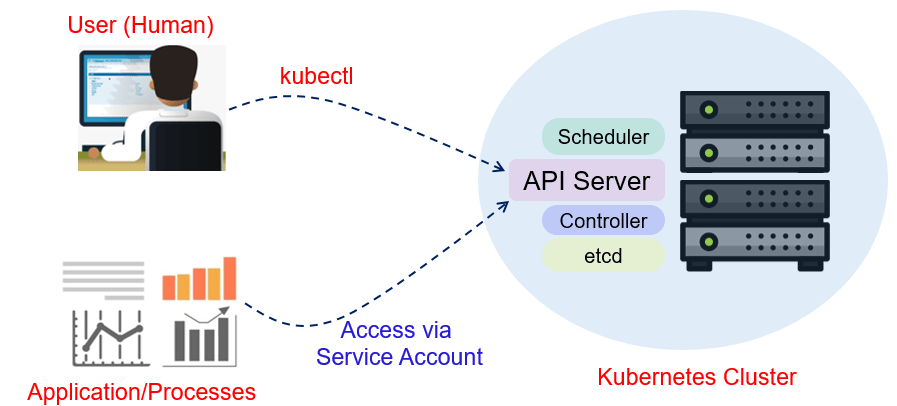 User (Human)
kubectl
Scheduler
API Server
Controller
etcd
Access via
Service Account
Application/Processes
Kubernetes Cluster